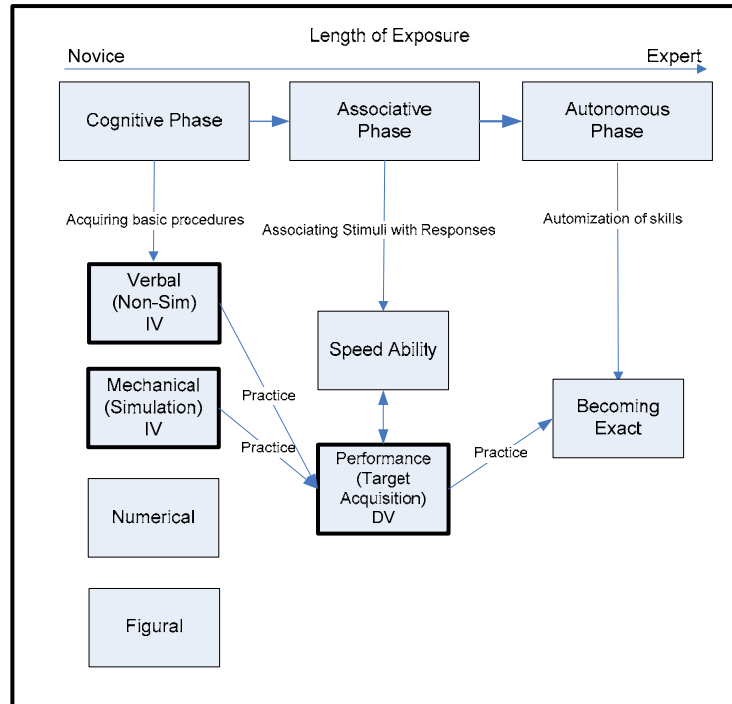 Length of Exposure
Novice
Expert
Cognitive Phase
Associative
Phase
Autonomous
Phase
Acquiring basic procedures
Associating Stimuli with Responses
Automization of skills
Verbal
(Non-Sim)
IV
Speed Ability
Mechanical
(Simulation)
IV
Practice
Practice
Becoming
Exact
Performance
(Target
Acquisition)
DV
Practice
Numerical
Figural